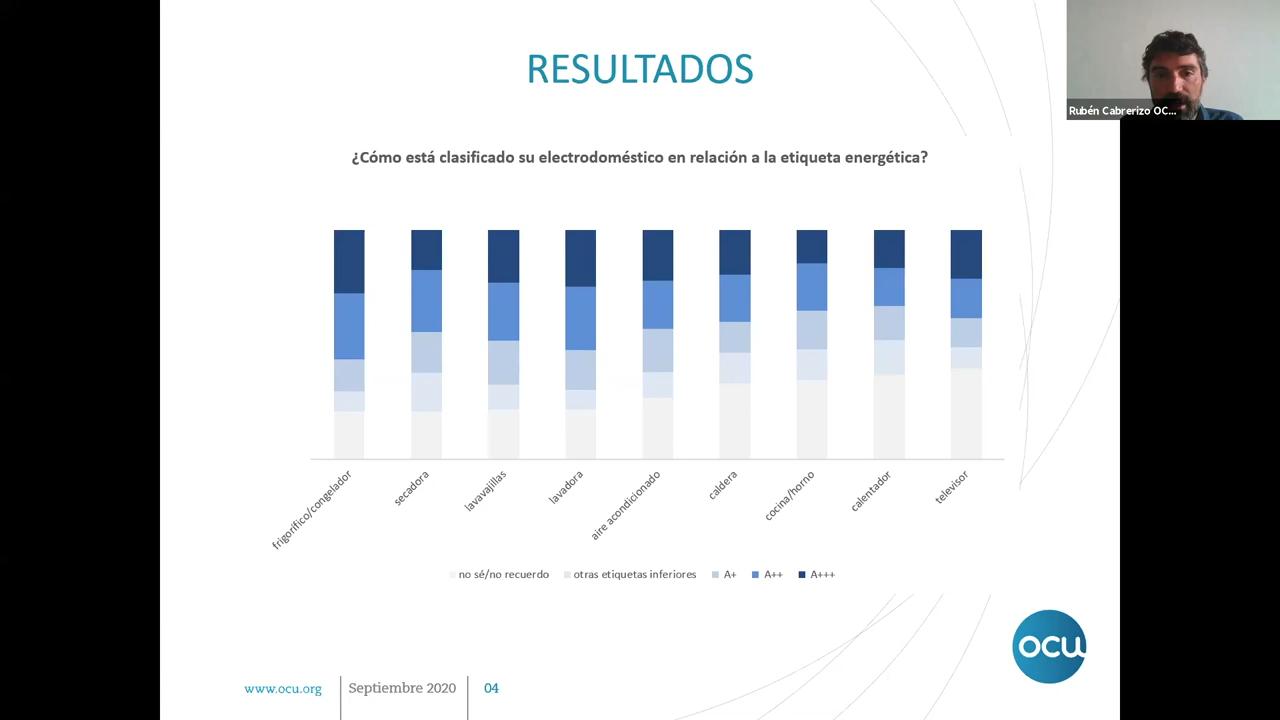 RESULTADOS
Rubén Cabrerizo OC...
¿Cómo está clasificado su electrodoméstico en relación a la etiqueta energética?
frigorífico/congelador
secadora
lavavajillas
lavadora
aire acondicionado
caldera
cocina/horno
calentador
televisor
no sé/no recuerdo otras etiquetas inferiores A+ A++ A+++
ocu
www.ocu.org Septiembre 2020 04